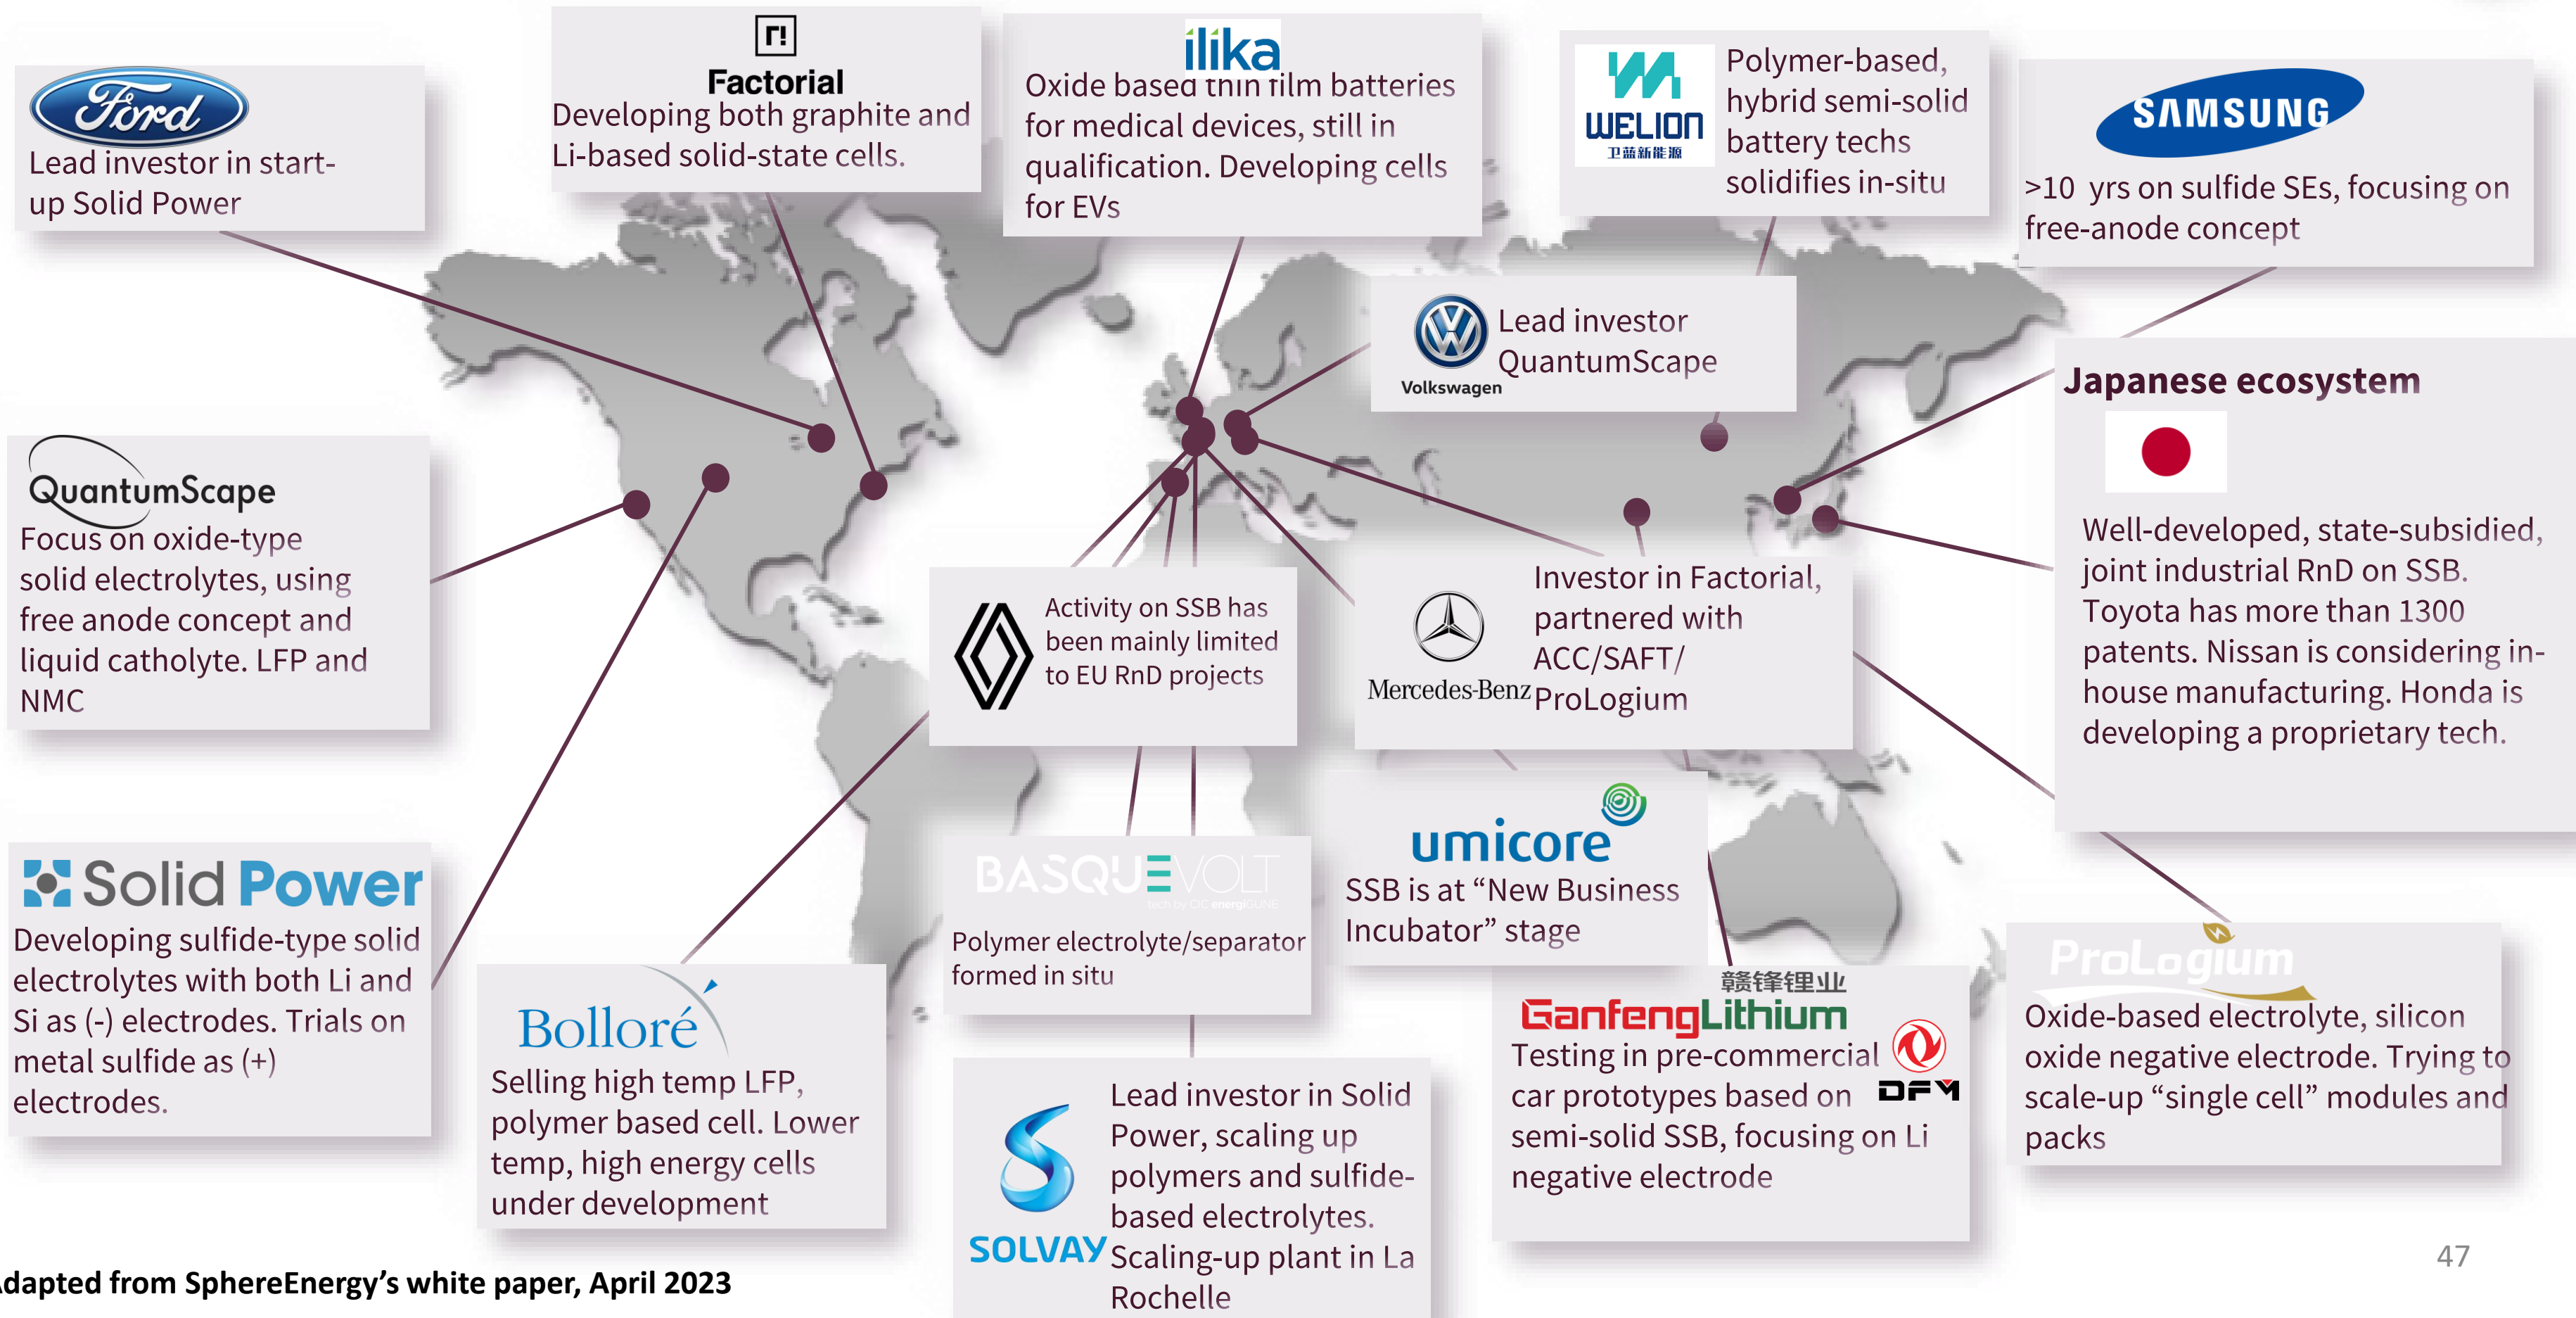 Ford
Lead investor in start-
up Solid Power
Factorial
Developing both graphite and
Li-based solid-state cells.
ilika
Oxide based thin film batteries
for medical devices, still in
qualification. Developing cells
for EVs
WELION
卫蓝新能源
Polymer-based,
hybrid semi-solid
battery techs
solidifies in-situ
SAMSUNG
>10 yrs on sulfide SEs, focusing on
free-anode concept
Volkswagen
Lead investor
QuantumScape
Japanese ecosystem
Well-developed, state-subsidied,
joint industrial RnD on SSB.
Toyota has more than 1300
patents. Nissan is considering in-
house manufacturing. Honda is
developing a proprietary tech.
QuantumScape
Focus on oxide-type
solid electrolytes, using
free anode concept and
liquid catholyte. LFP and
NMC
Activity on SSB has
been mainly limited
to EU RnD projects
Mercedes-Benz
Investor in Factorial,
partnered with
ACC/SAFT/
ProLogium
Solid Power
Developing sulfide-type solid
electrolytes with both Li and
Si as (-) electrodes. Trials on
metal sulfide as (+)
electrodes.
Bolloré
Selling high temp LFP,
polymer based cell. Lower
temp, high energy cells
under development
BASQUEVOLT
tech by CIC energiGUNE
Polymer electrolyte/separator
formed in situ
umicore
SSB is at “New Business
Incubator” stage
SOLVAY
Lead investor in Solid
Power, scaling up
polymers and sulfide-
based electrolytes.
Scaling-up plant in La
Rochelle
赣锋锂业
GanfengLithium
DFM
Testing in pre-commercial
car prototypes based on
semi-solid SSB, focusing on Li
negative electrode
ProLogium
Oxide-based electrolyte, silicon
oxide negative electrode. Trying to
scale-up “single cell” modules and
packs
dapted from SphereEnergy’s white paper, April 2023
47